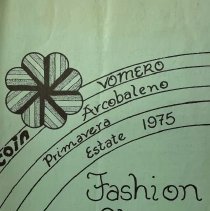 coin
VOMERO
Arcobaleno
Primavera
Estate 1975
Fashion